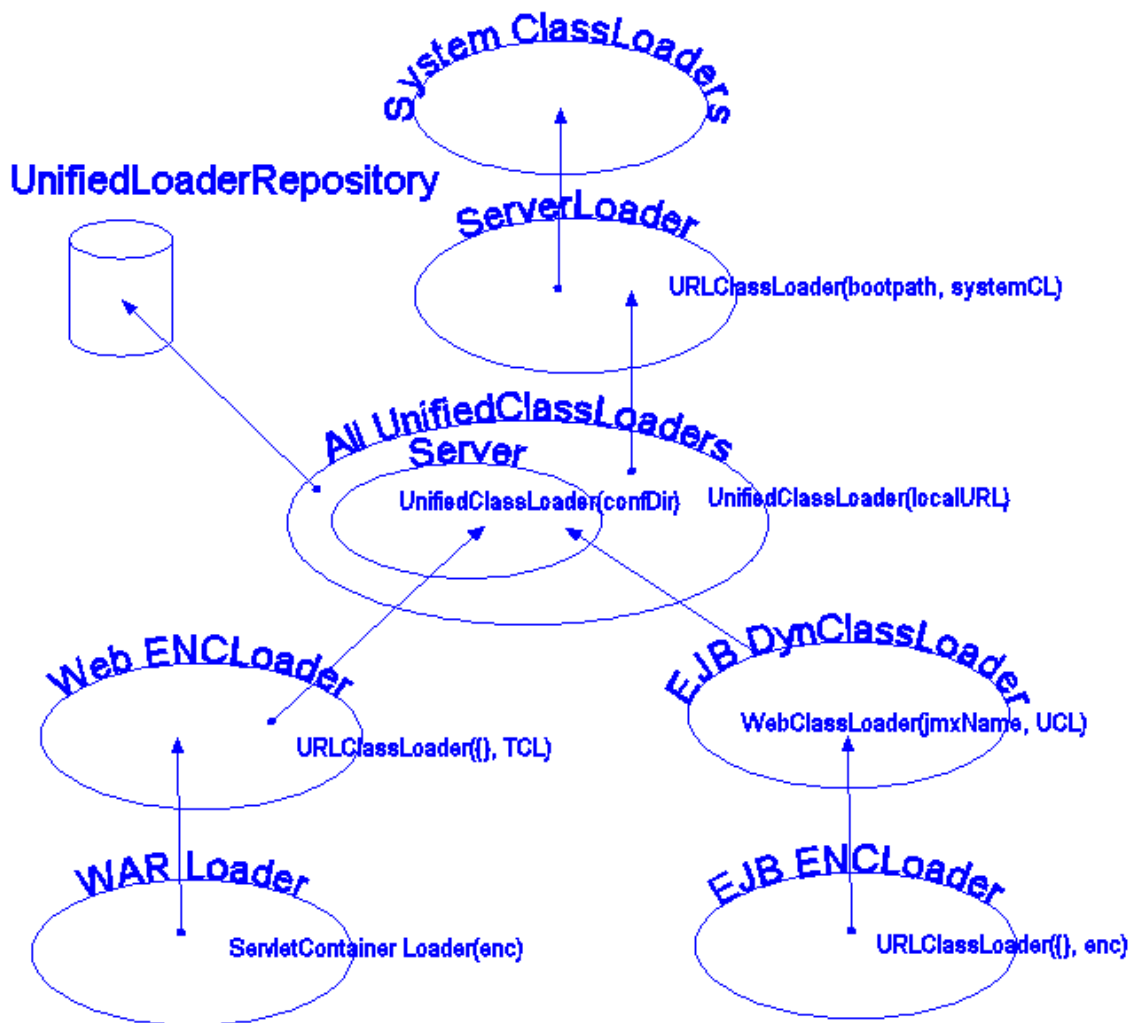 System ClassLoaders
UnifiedLoaderRepository
ServerLoader
URLClassLoader(bootpath, systemCL)
All UnifiedClassLoaders
Server
UnifiedClassLoader(confDir)
UnifiedClassLoader(localURL)
Web ENCLoader
EJB DynClassLoader
WebClassLoader(jmxName, UCL)
URLClassLoader({}, TCL)
WAR Loader
EJB ENCLoader
ServletContainer Loader(enc)
URLClassLoader({}, enc)